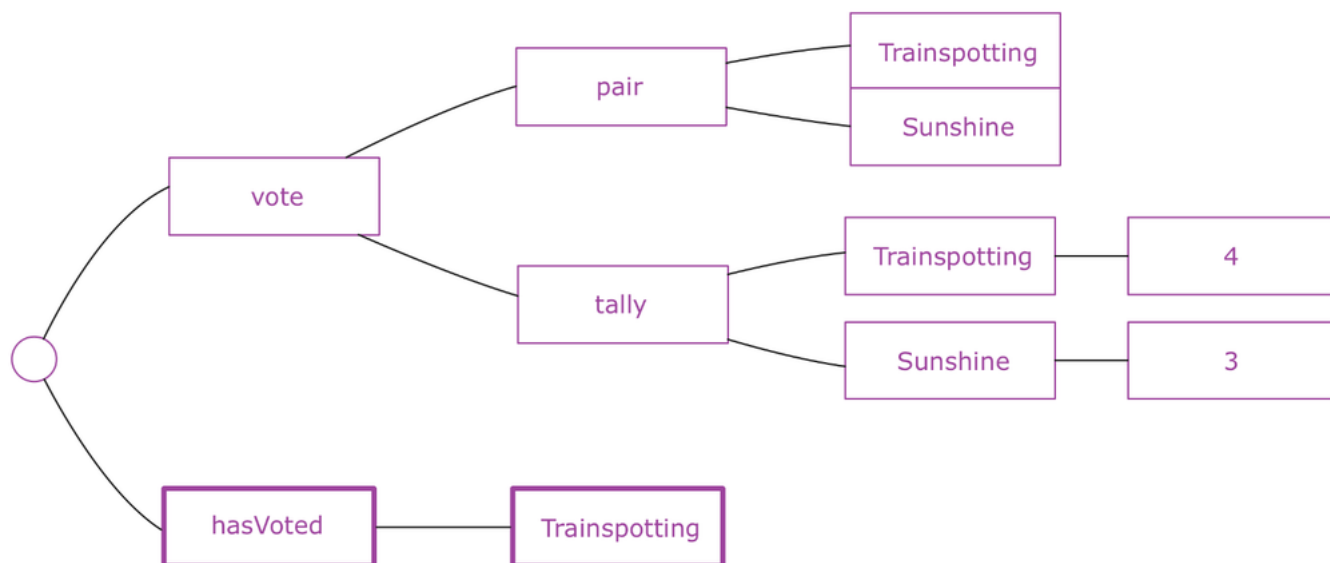 Trainspotting
pair
Sunshine
vote
Trainspotting
4
tally
Sunshine
3
hasVoted
Trainspotting